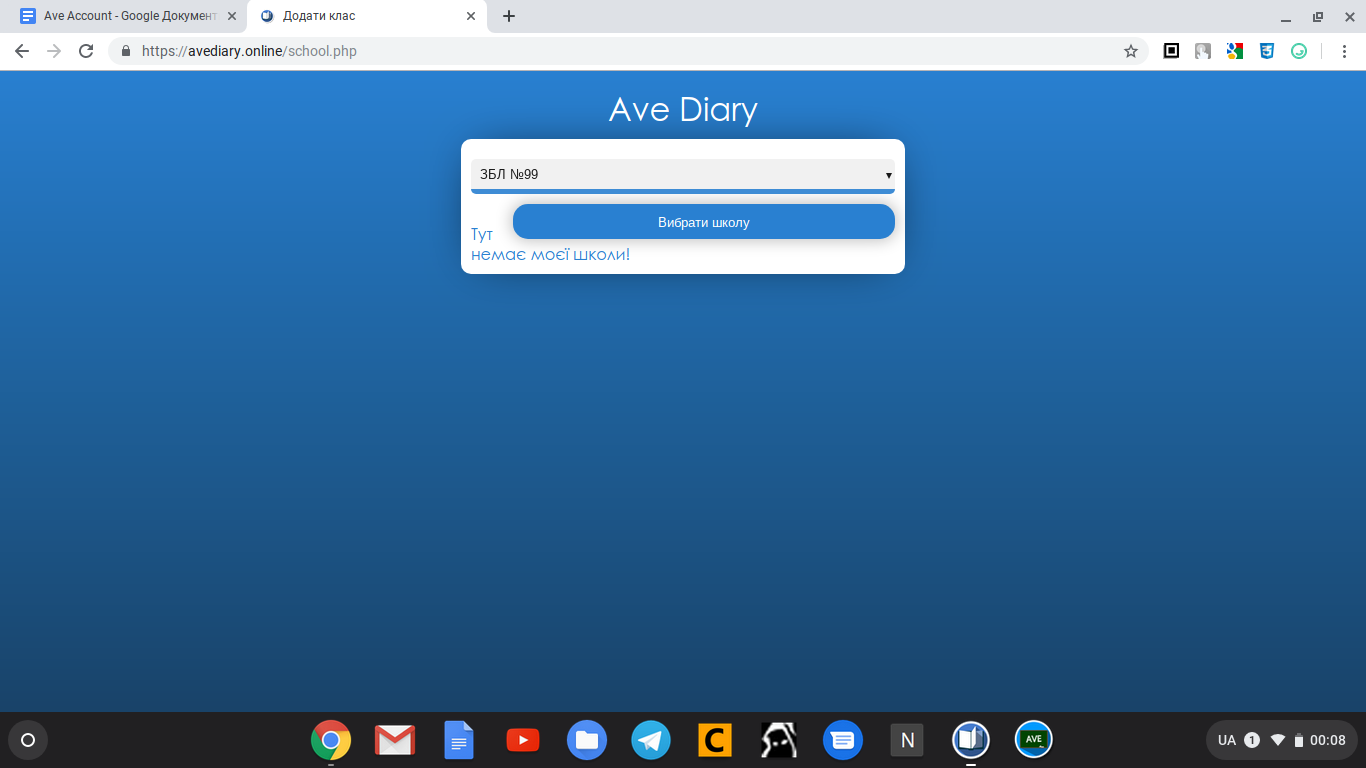 Ave Account - Google Документ
Додати клас
https://avediary.online/school.php
Ave Diary
ЗБЛ №99
Вибрати школу
Тут
немає моєї школи!
C
N
AVE
UA 1 00:08